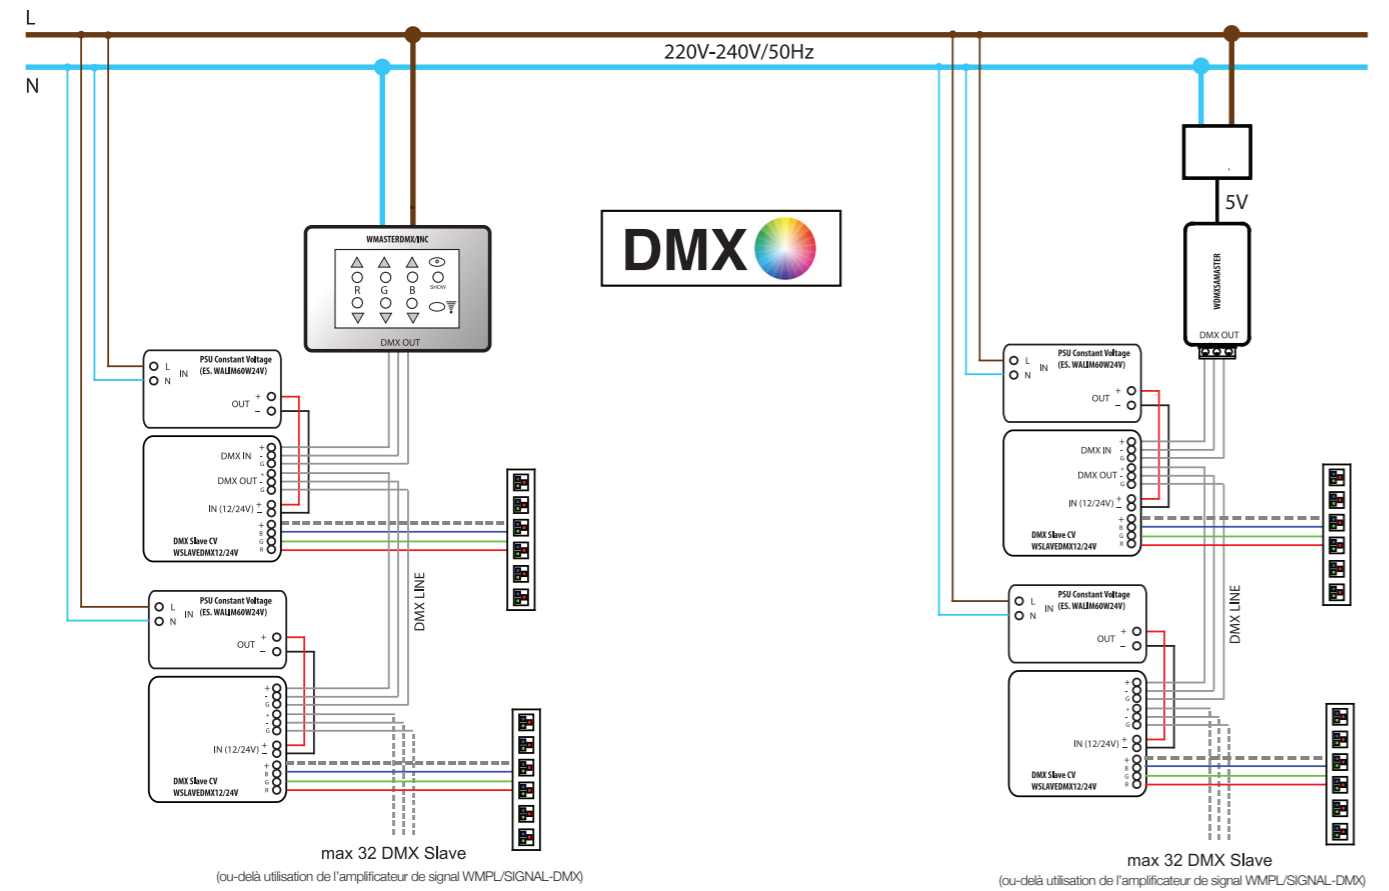 L
220V-240V/50Hz
N
5V
WMASTERDMX/INC
R G B
SHOW
DMX OUT
DMX
WDMXSAMASTER
DMX OUT
PSU Constant Voltage
(ES. WALIM60W24V)
L
IN
N
OUT
+
–
DMX IN
+
-
G
DMX OUT
+
-
G
IN (12/24V)
+
–
+
B
G
R
DMX Slave CV
WSLAVEDMX12/24V
DMX LINE
PSU Constant Voltage
(ES. WALIM60W24V)
L
IN
N
OUT
+
–
+
-
G
+
-
G
IN (12/24V)
+
–
+
B
G
R
DMX Slave CV
WSLAVEDMX12/24V
max 32 DMX Slave
(ou-delà utilisation de l'amplificateur de signal WMPL/SIGNAL-DMX)
PSU Constant Voltage
(ES. WALIM60W24V)
L
IN
N
OUT
+
–
DMX IN
+
-
G
DMX OUT
+
-
G
IN (12/24V)
+
–
+
B
G
R
DMX Slave CV
WSLAVEDMX12/24V
DMX LINE
PSU Constant Voltage
(ES. WALIM60W24V)
L
IN
N
OUT
+
–
+
-
G
+
-
G
IN (12/24V)
+
–
+
B
G
R
DMX Slave CV
WSLAVEDMX12/24V
max 32 DMX Slave
(ou-delà utilisation de l'amplificateur de signal WMPL/SIGNAL-DMX)